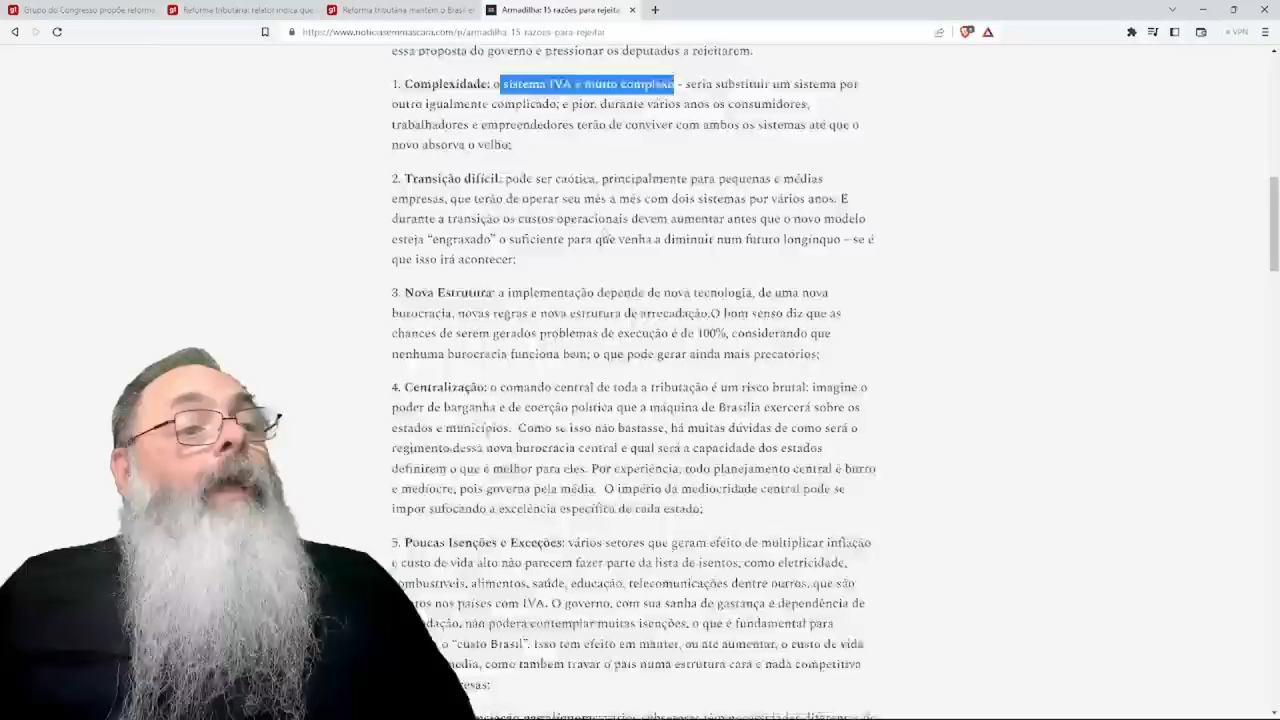 Grupo do Congresso propõe reforma
Reforma tributária: relator indica que
Reforma tributária mantém o Brasil e
Armadilha: 15 razões para rejeita
https://www.noticiasemmascara.com/p/armadilha-15-razoes-para-rejeitar
VPN
essa proposta do governo e pressionar os deputados a rejeitarem.
1. Complexidade: o sistema IVA é muito complexo - seria substituir um sistema por
outro igualmente complicado; e pior, durante vários anos os consumidores,
trabalhadores e empreendedores terão de conviver com ambos os sistemas até que o
novo absorva o velho;
2. Transição difícil: pode ser caótica, principalmente para pequenas e médias
empresas, que terão de operar seu mês a mês com dois sistemas por vários anos. E
durante a transição os custos operacionais devem aumentar antes que o novo modelo
esteja “engraxado” o suficiente para que venha a diminuir num futuro longínquo – se é
que isso irá acontecer;
3. Nova Estrutura: a implementação depende de nova tecnologia, de uma nova
burocracia, novas regras e nova estrutura de arrecadação.O bom senso diz que as
chances de serem gerados problemas de execução é de 100%, considerando que
nenhuma burocracia funciona bem; o que pode gerar ainda mais precatórios;
4. Centralização: o comando central de toda a tributação é um risco brutal: imagine o
poder de barganha e de coerção política que a máquina de Brasília exercerá sobre os
estados e municípios. Como se isso não bastasse, há muitas dúvidas de como será o
regimento dessa nova burocracia central e qual será a capacidade dos estados
definirem o que é melhor para eles. Por experiência, todo planejamento central é burro
e medíocre, pois governa pela média. O império da mediocridade central pode se
impor sufocando a excelência específica de cada estado;
5. Poucas Isenções e Exceções: vários setores que geram efeito de multiplicar inflação
e custo de vida alto não parecem fazer parte da lista de isentos, como eletricidade,
combustíveis, alimentos, saúde, educação, telecomunicações dentre outros, que são
nos países com IVA. O governo, com sua sanha de gastança e dependência de
não poderá contemplar muitas isenções, o que é fundamental para
o “custo Brasil”. Isso tem efeito em manter, ou até aumentar, o custo de vida
como também travar o país numa estrutura cara e nada competitiva